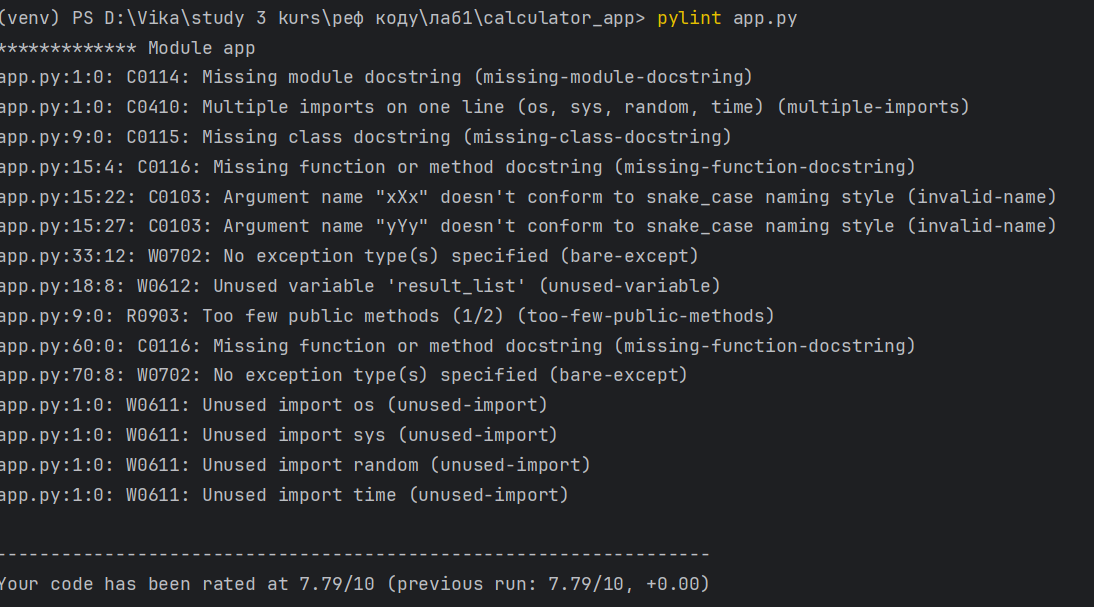 (venv) PS D:\Vika\study 3 kurs\реф коду\лаб1\calculator_app> pylint app.py
************* Module app
app.py:1:0: C0114: Missing module docstring (missing-module-docstring)
app.py:1:0: C0410: Multiple imports on one line (os, sys, random, time) (multiple-imports)
app.py:9:0: C0115: Missing class docstring (missing-class-docstring)
app.py:15:4: C0116: Missing function or method docstring (missing-function-docstring)
app.py:15:22: C0103: Argument name "xXx" doesn't conform to snake_case naming style (invalid-name)
app.py:15:27: C0103: Argument name "yYy" doesn't conform to snake_case naming style (invalid-name)
app.py:33:12: W0702: No exception type(s) specified (bare-except)
app.py:18:8: W0612: Unused variable 'result_list' (unused-variable)
app.py:9:0: R0903: Too few public methods (1/2) (too-few-public-methods)
app.py:60:0: C0116: Missing function or method docstring (missing-function-docstring)
app.py:70:8: W0702: No exception type(s) specified (bare-except)
app.py:1:0: W0611: Unused import os (unused-import)
app.py:1:0: W0611: Unused import sys (unused-import)
app.py:1:0: W0611: Unused import random (unused-import)
app.py:1:0: W0611: Unused import time (unused-import)
------------------------------------------------------------------
Your code has been rated at 7.79/10 (previous run: 7.79/10, +0.00)